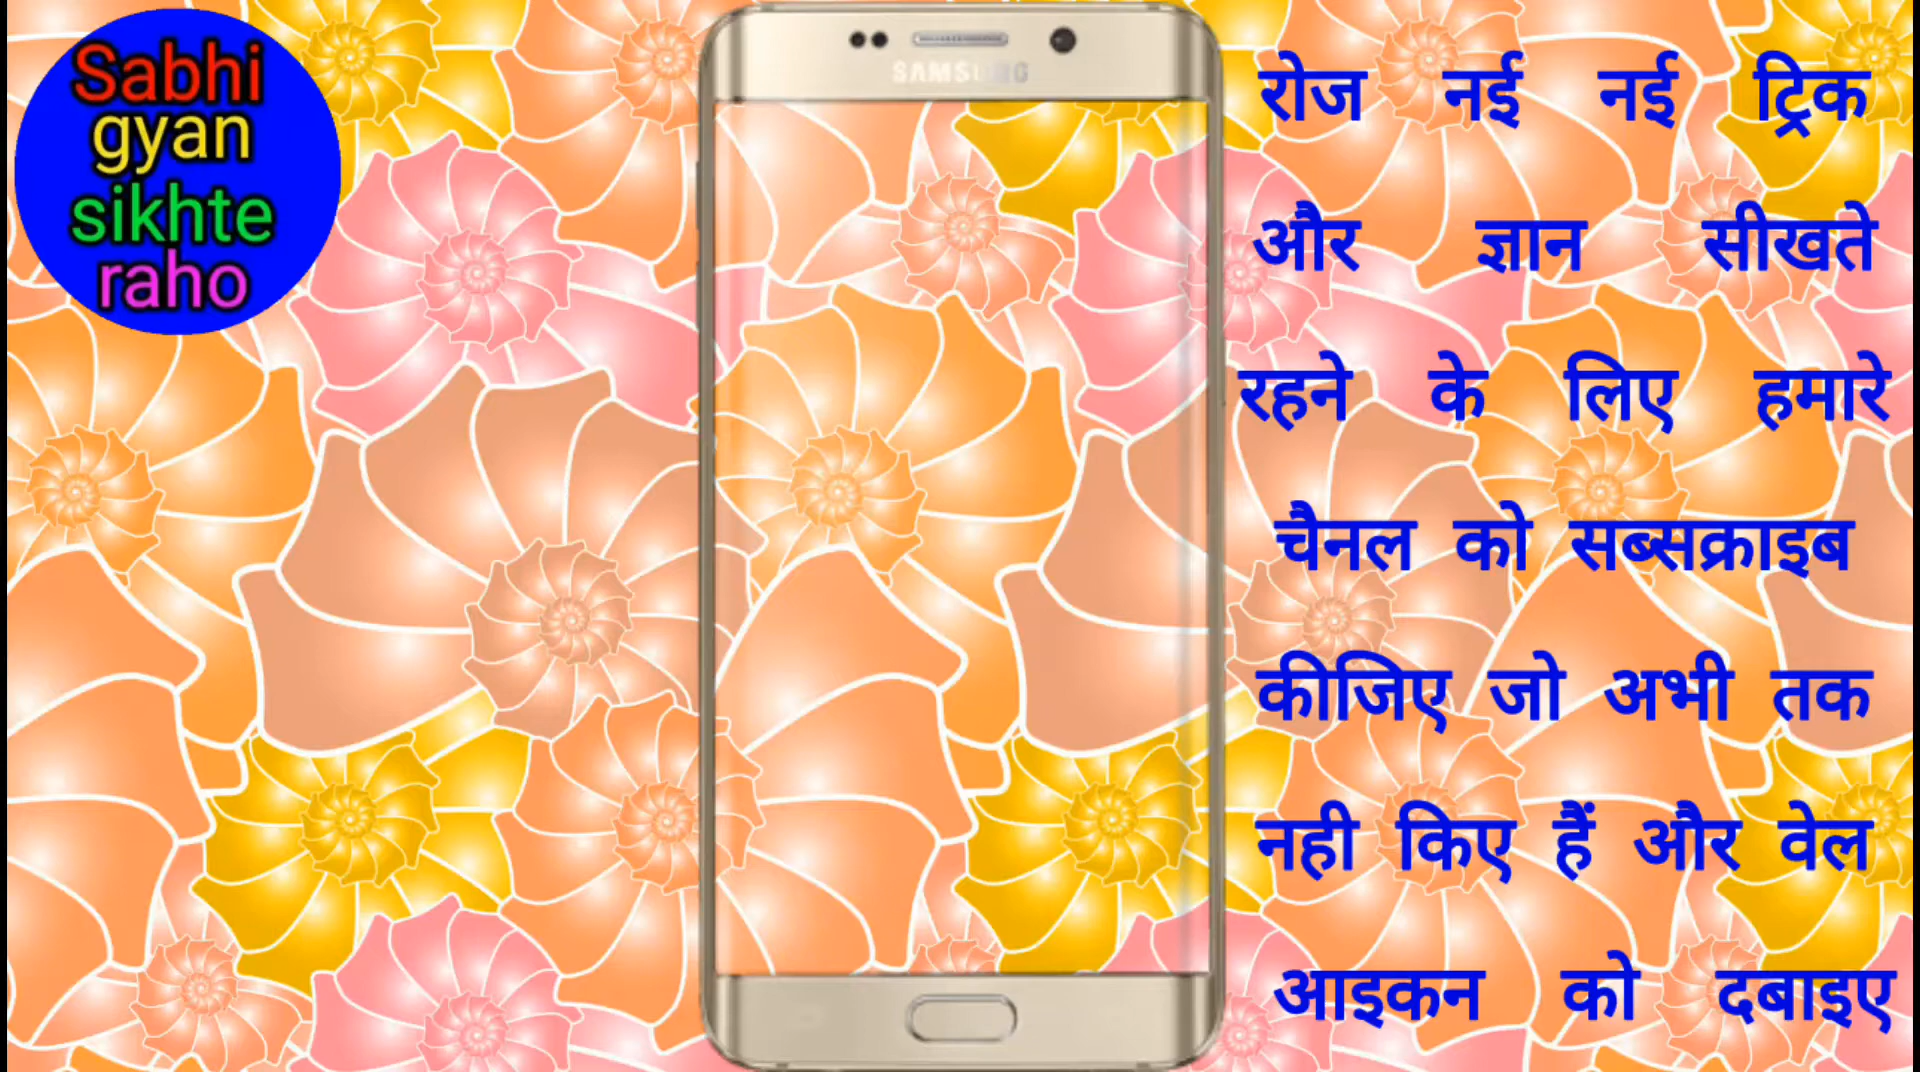 Sabhi
gyan
sikhte
raho
SAMSUNG
रोज नई नई ट्रिक
और ज्ञान सीखते
रहने के लिए हमारे
चैनल को सब्सक्राइब
कीजिए जो अभी तक
नही किए हैं और वेल
आइकन को दबाइए